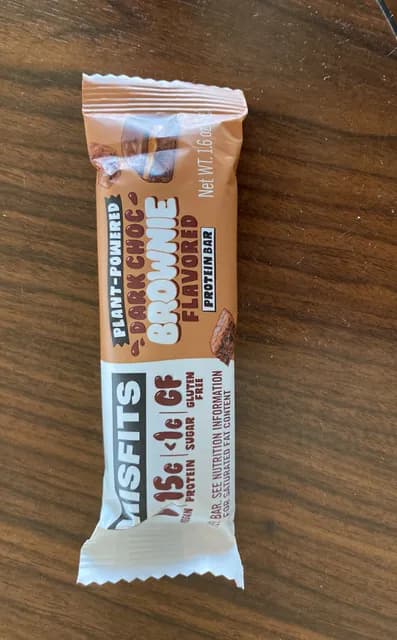 MISFITS
PLANT-POWERED
DARK CHOC
BROWNIE
FLAVORED
PROTEIN BAR
Net WT. 1.6 oz
15G
PROTEIN
<1G
SUGAR
GF
GLUTEN
FREE
BAR. SEE NUTRITION INFORMATION
FOR SATURATED FAT CONTENT